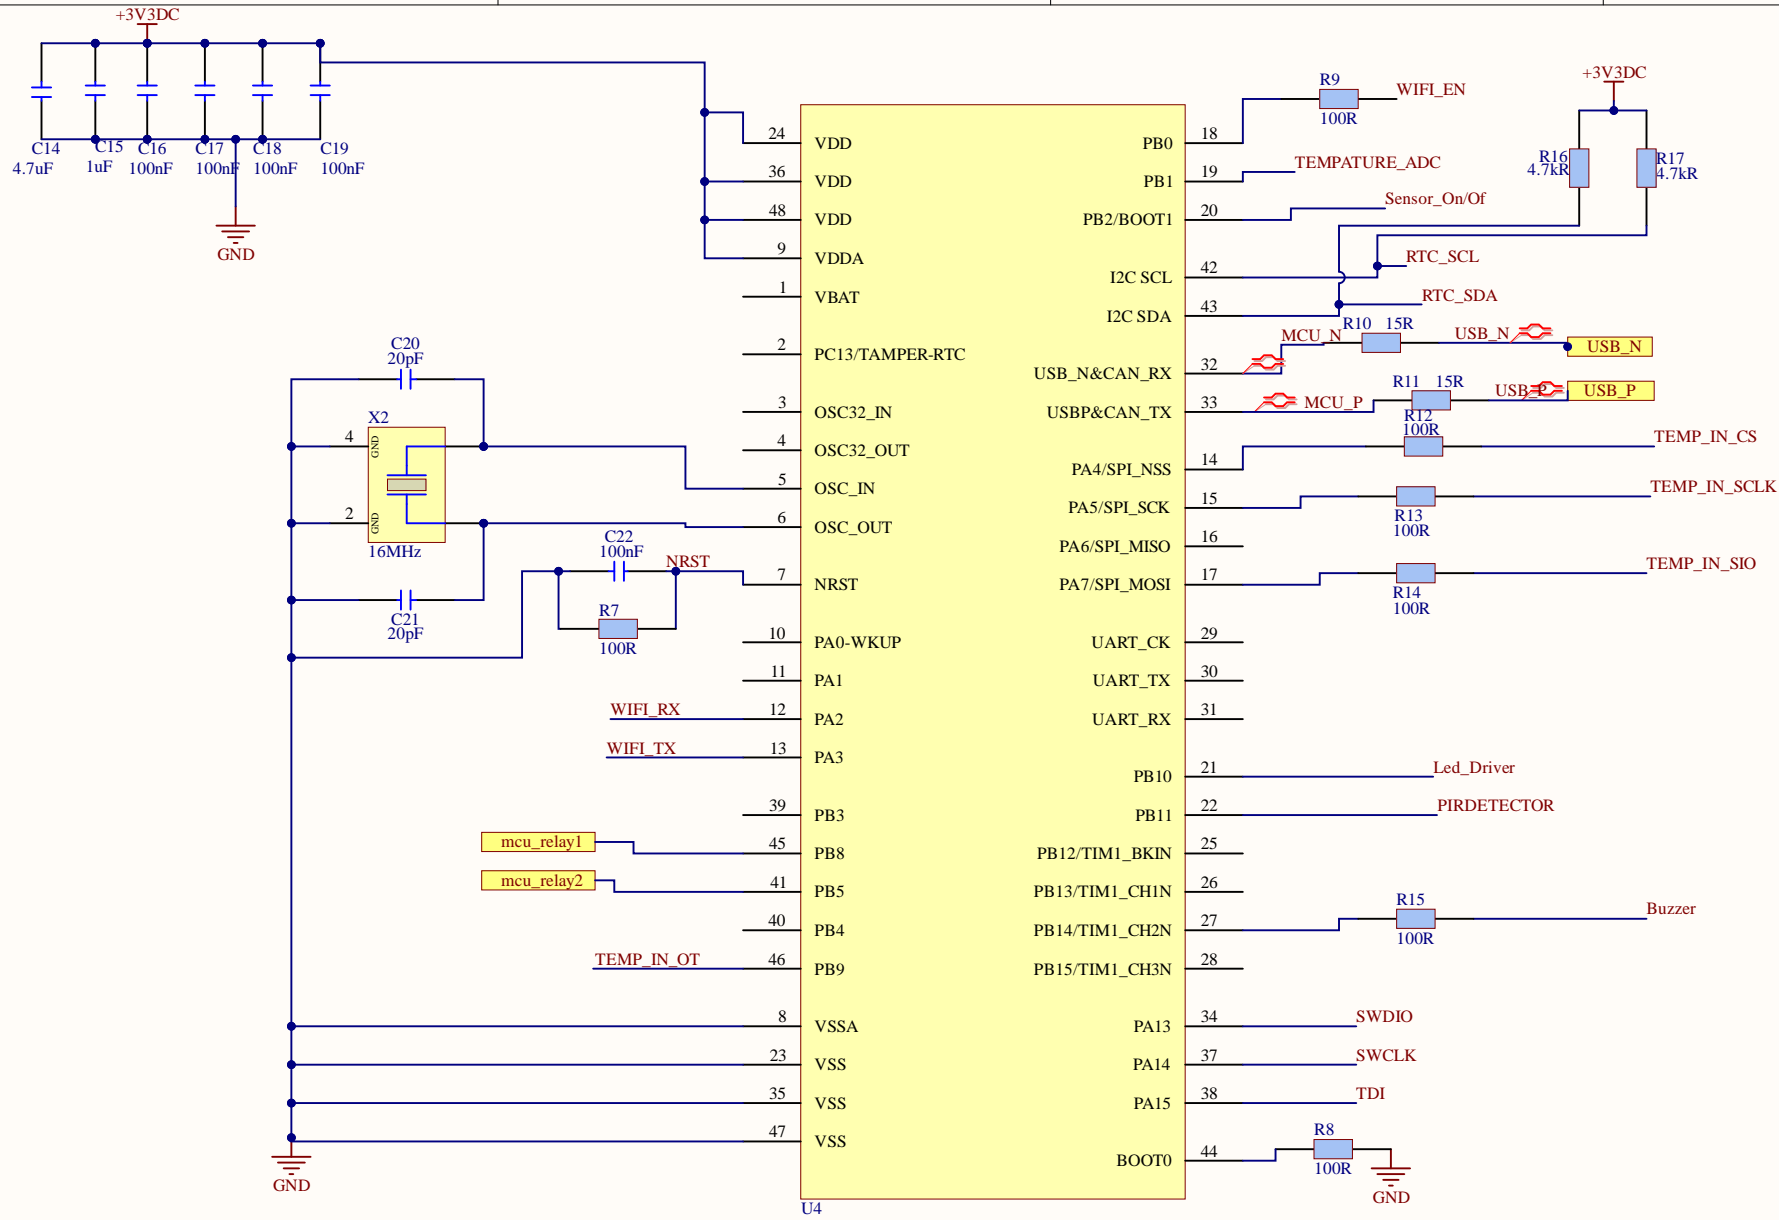 +3V3DC
C14
4.7uF
C15
1uF
C16
100nF
C17
100nF
C18
100nF
C19
100nF
GND
C20
20pF
X2
4
GND
2
GND
16MHz
C21
20pF
C22
100nF
NRST
R7
100R
WIFI_RX
WIFI_TX
mcu_relay1
mcu_relay2
TEMP_IN_OT
GND
24 VDD
36 VDD
48 VDD
9 VDDA
1 VBAT
2 PC13/TAMPER-RTC
3 OSC32_IN
4 OSC32_OUT
5 OSC_IN
6 OSC_OUT
7 NRST
10 PA0-WKUP
11 PA1
12 PA2
13 PA3
39 PB3
45 PB8
41 PB5
40 PB4
46 PB9
8 VSSA
23 VSS
35 VSS
47 VSS
U4
PB0 18
PB1 19
PB2/BOOT1 20
I2C SCL 42
I2C SDA 43
USB_N&CAN_RX 32
USBP&CAN_TX 33
PA4/SPI_NSS 14
PA5/SPI_SCK 15
PA6/SPI_MISO 16
PA7/SPI_MOSI 17
UART_CK 29
UART_TX 30
UART_RX 31
PB10 21
PB11 22
PB12/TIM1_BKIN 25
PB13/TIM1_CH1N 26
PB14/TIM1_CH2N 27
PB15/TIM1_CH3N 28
PA13 34
PA14 37
PA15 38
BOOT0 44
R9
100R
WIFI_EN
TEMPATURE_ADC
Sensor_On/Of
+3V3DC
R16
4.7kR
R17
4.7kR
RTC_SCL
RTC_SDA
MCU_N
R10 15R
USB_N
USB_N
MCU_P
R11 15R
USB_P
USB_P
R12
100R
TEMP_IN_CS
R13
100R
TEMP_IN_SCLK
R14
100R
TEMP_IN_SIO
Led_Driver
PIRDETECTOR
R15
100R
Buzzer
SWDIO
SWCLK
TDI
R8
100R
GND